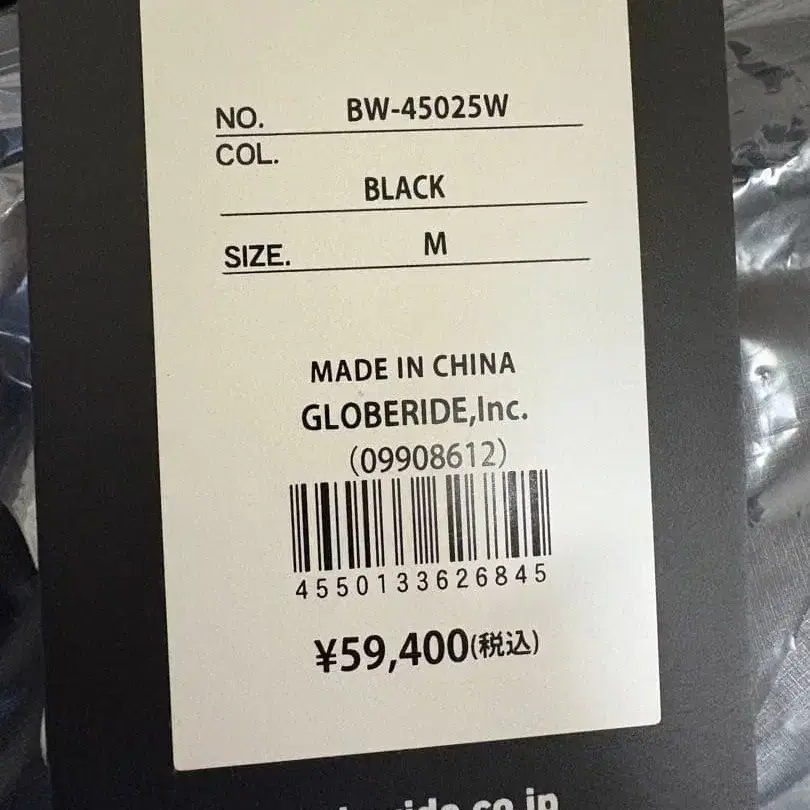 NO. BW-45025W
COL.
BLACK
SIZE. M
MADE IN CHINA
GLOBERIDE,Inc.
(09908612)
4550133626845
¥59,400(税込)